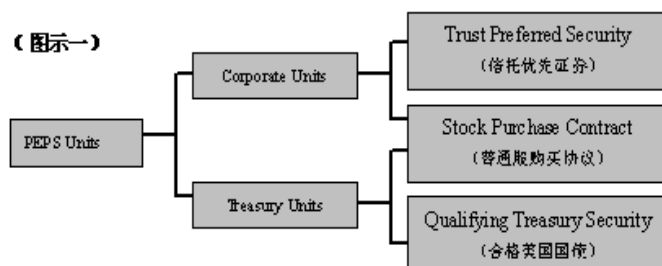 （图示一）
PEPS Units
Corporate Units
Treasury Units
Trust Preferred Security
（信托优先证券）
Stock Purchase Contract
（普通股购买协议）
Qualifying Treasury Security
（合格美国国债）